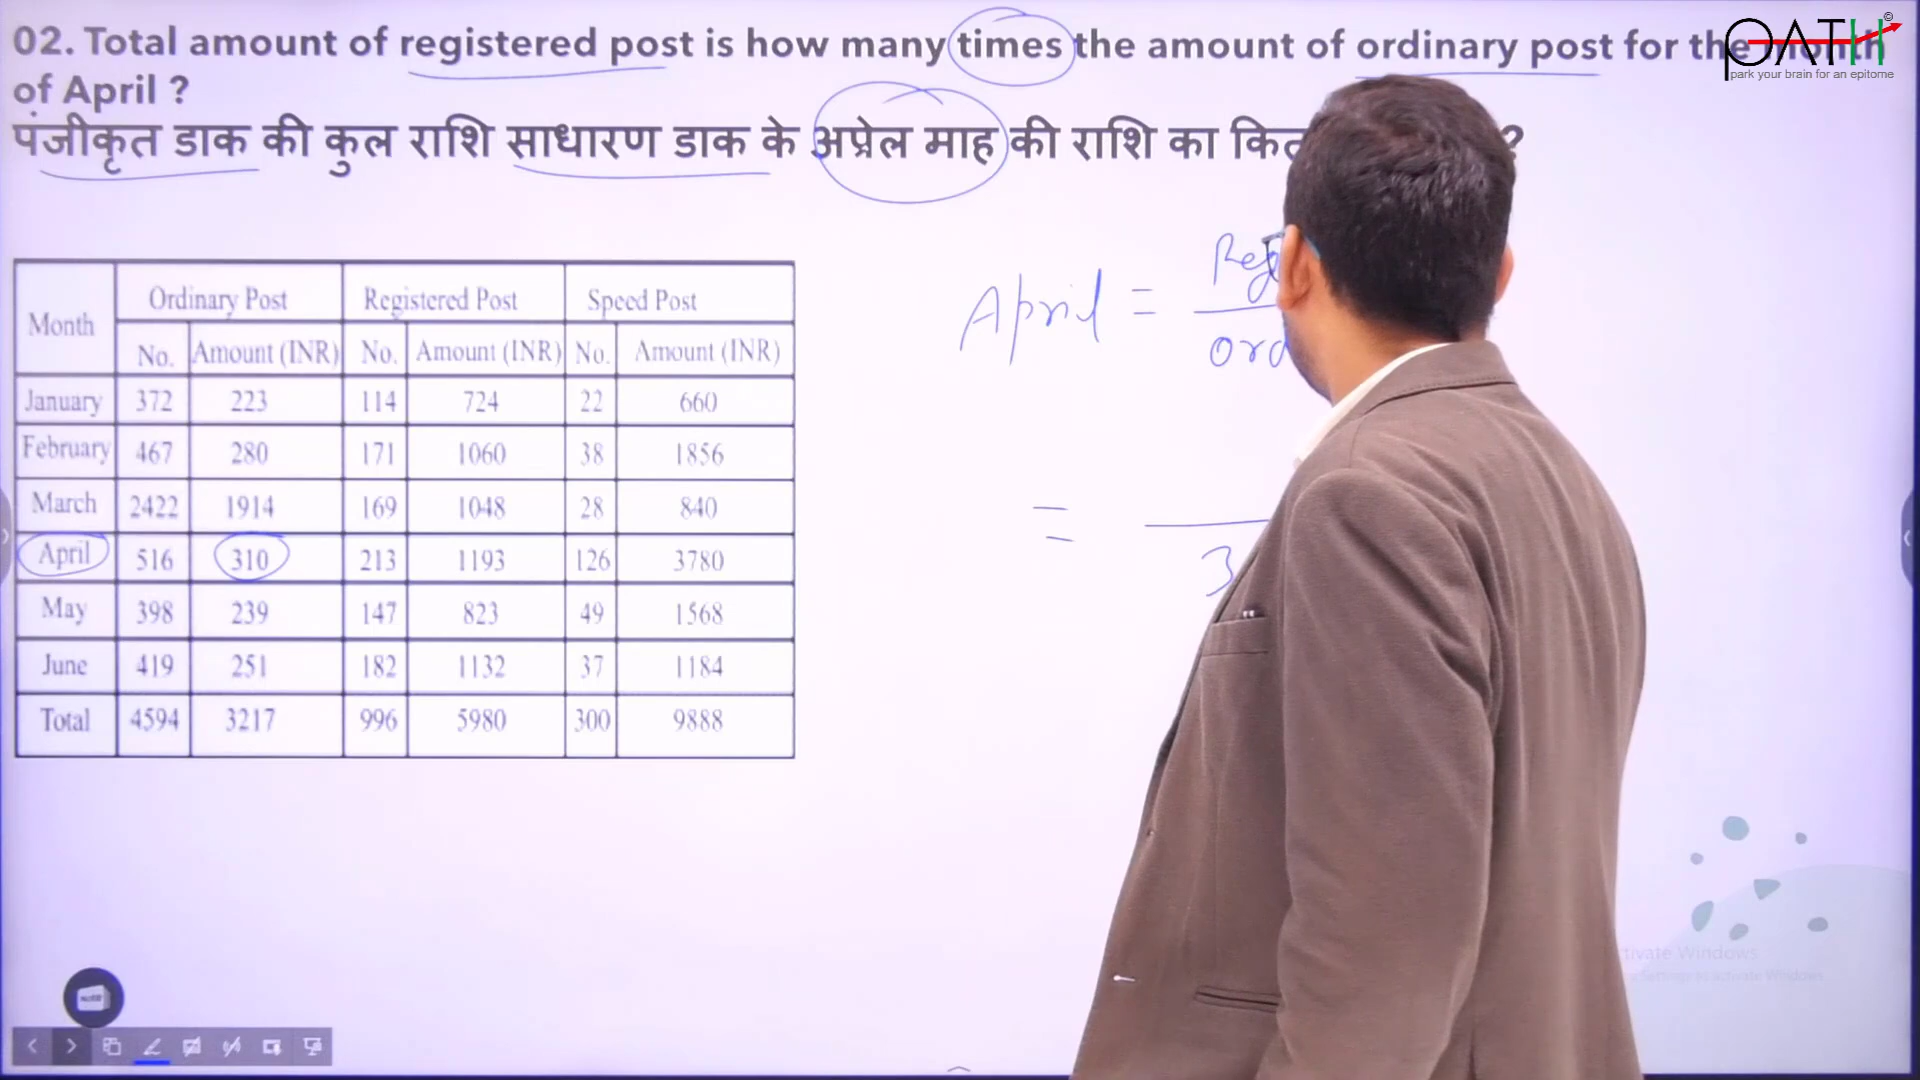 02. Total amount of registered post is how many times the amount of ordinary post for the month
of April ?
पंजीकृत डाक की कुल राशि साधारण डाक के अप्रेल माह की राशि का ?
PATH
park your brain for an epitome
April =
=
Month Ordinary Post Registered Post Speed Post
No. Amount (INR) No. Amount (INR) No. Amount (INR)
January 372 223 114 724 22 660
February 467 280 171 1060 38 1856
March 2422 1914 169 1048 28 840
April 516 310 213 1193 126 3780
May 398 239 147 823 49 1568
June 419 251 182 1132 37 1184
Total 4594 3217 996 5980 300 9888